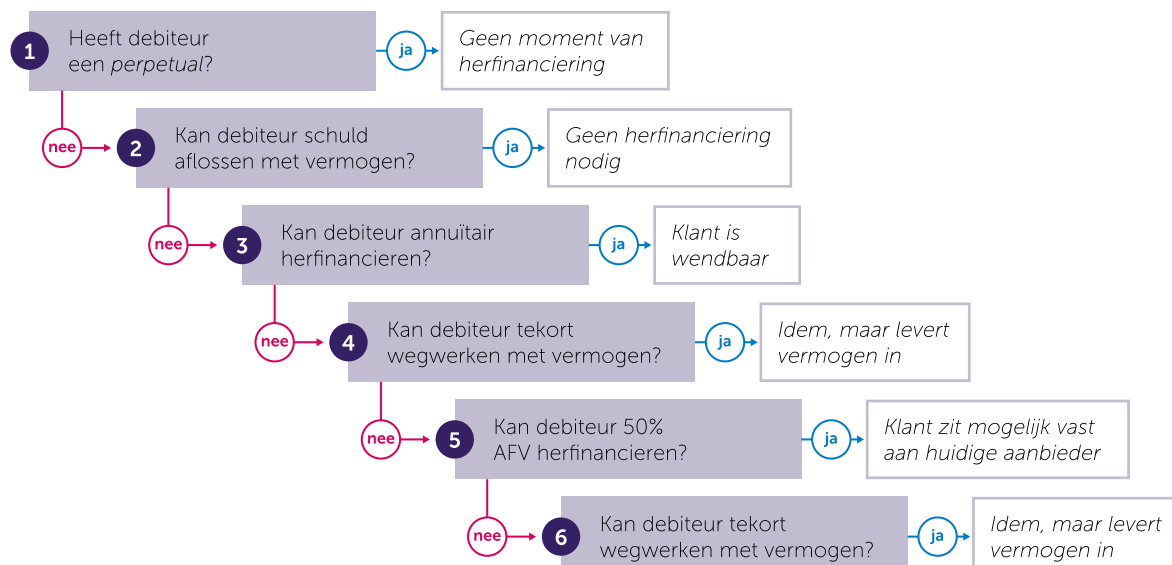 1
Heeft debiteur
een perpetual?
ja
Geen moment van
herfinanciering
nee
2
Kan debiteur schuld
aflossen met vermogen?
ja
Geen herfinanciering
nodig
nee
3
Kan debiteur annuïtair
herfinancieren?
ja
Klant is
wendbaar
nee
4
Kan debiteur tekort
wegwerken met vermogen?
ja
Idem, maar levert
vermogen in
nee
5
Kan debiteur 50%
AFV herfinancieren?
ja
Klant zit mogelijk vast
aan huidige aanbieder
nee
6
Kan debiteur tekort
wegwerken met vermogen?
ja
Idem, maar levert
vermogen in